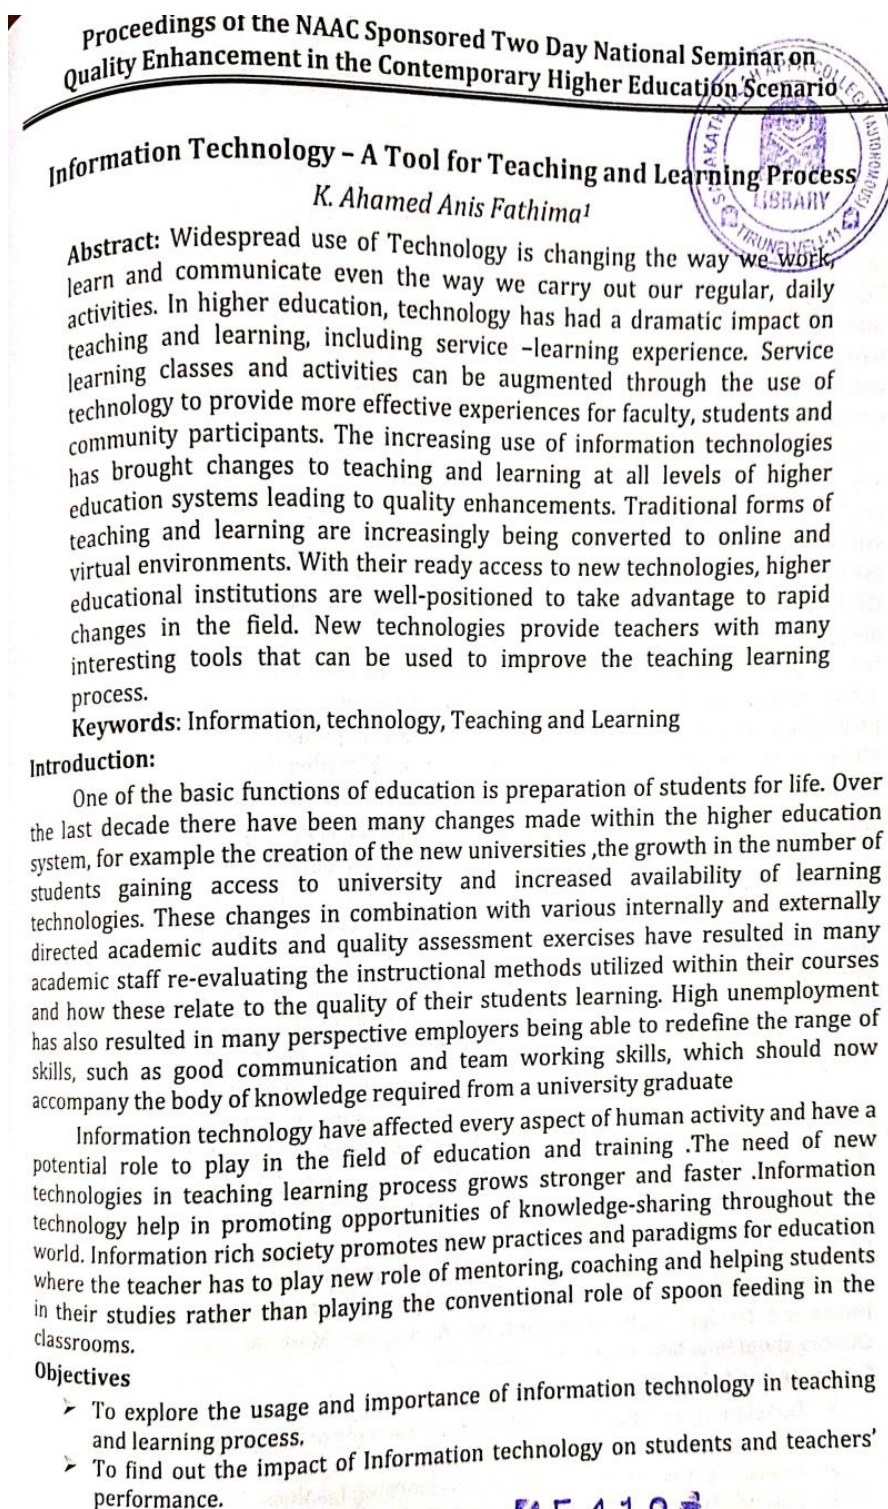 Proceedings of the NAAC Sponsored Two Day National Seminar on
Quality Enhancement in the Contemporary Higher Education Scenario
Information Technology – A Tool for Teaching and Learning Process
K. Ahamed Anis Fathima¹
LIBRARY
TIRUNELVELI-11
Abstract: Widespread use of Technology is changing the way we work,
learn and communicate even the way we carry out our regular, daily
activities. In higher education, technology has had a dramatic impact on
teaching and learning, including service –learning experience. Service
learning classes and activities can be augmented through the use of
technology to provide more effective experiences for faculty, students and
community participants. The increasing use of information technologies
has brought changes to teaching and learning at all levels of higher
education systems leading to quality enhancements. Traditional forms of
teaching and learning are increasingly being converted to online and
virtual environments. With their ready access to new technologies, higher
educational institutions are well-positioned to take advantage to rapid
changes in the field. New technologies provide teachers with many
interesting tools that can be used to improve the teaching learning
process.
Keywords: Information, technology, Teaching and Learning
Introduction:
One of the basic functions of education is preparation of students for life. Over
the last decade there have been many changes made within the higher education
system, for example the creation of the new universities ,the growth in the number of
students gaining access to university and increased availability of learning
technologies. These changes in combination with various internally and externally
directed academic audits and quality assessment exercises have resulted in many
academic staff re-evaluating the instructional methods utilized within their courses
and how these relate to the quality of their students learning. High unemployment
has also resulted in many perspective employers being able to redefine the range of
skills, such as good communication and team working skills, which should now
accompany the body of knowledge required from a university graduate
Information technology have affected every aspect of human activity and have a
potential role to play in the field of education and training .The need of new
technologies in teaching learning process grows stronger and faster .Information
technology help in promoting opportunities of knowledge-sharing throughout the
world. Information rich society promotes new practices and paradigms for education
where the teacher has to play new role of mentoring, coaching and helping students
in their studies rather than playing the conventional role of spoon feeding in the
classrooms.
Objectives
➢ To explore the usage and importance of information technology in teaching
and learning process.
➢ To find out the impact of Information technology on students and teachers'
performance.